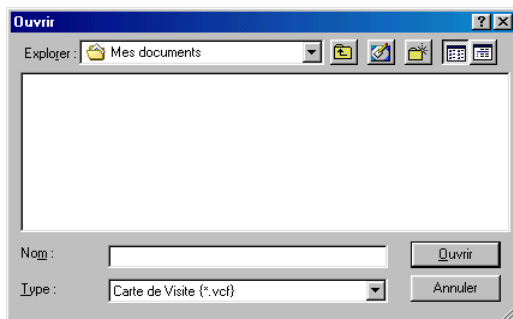 Ouvrir
Explorer : Mes documents
Nom :
Ouvrir
Type : Carte de Visite {*.vcf}
Annuler